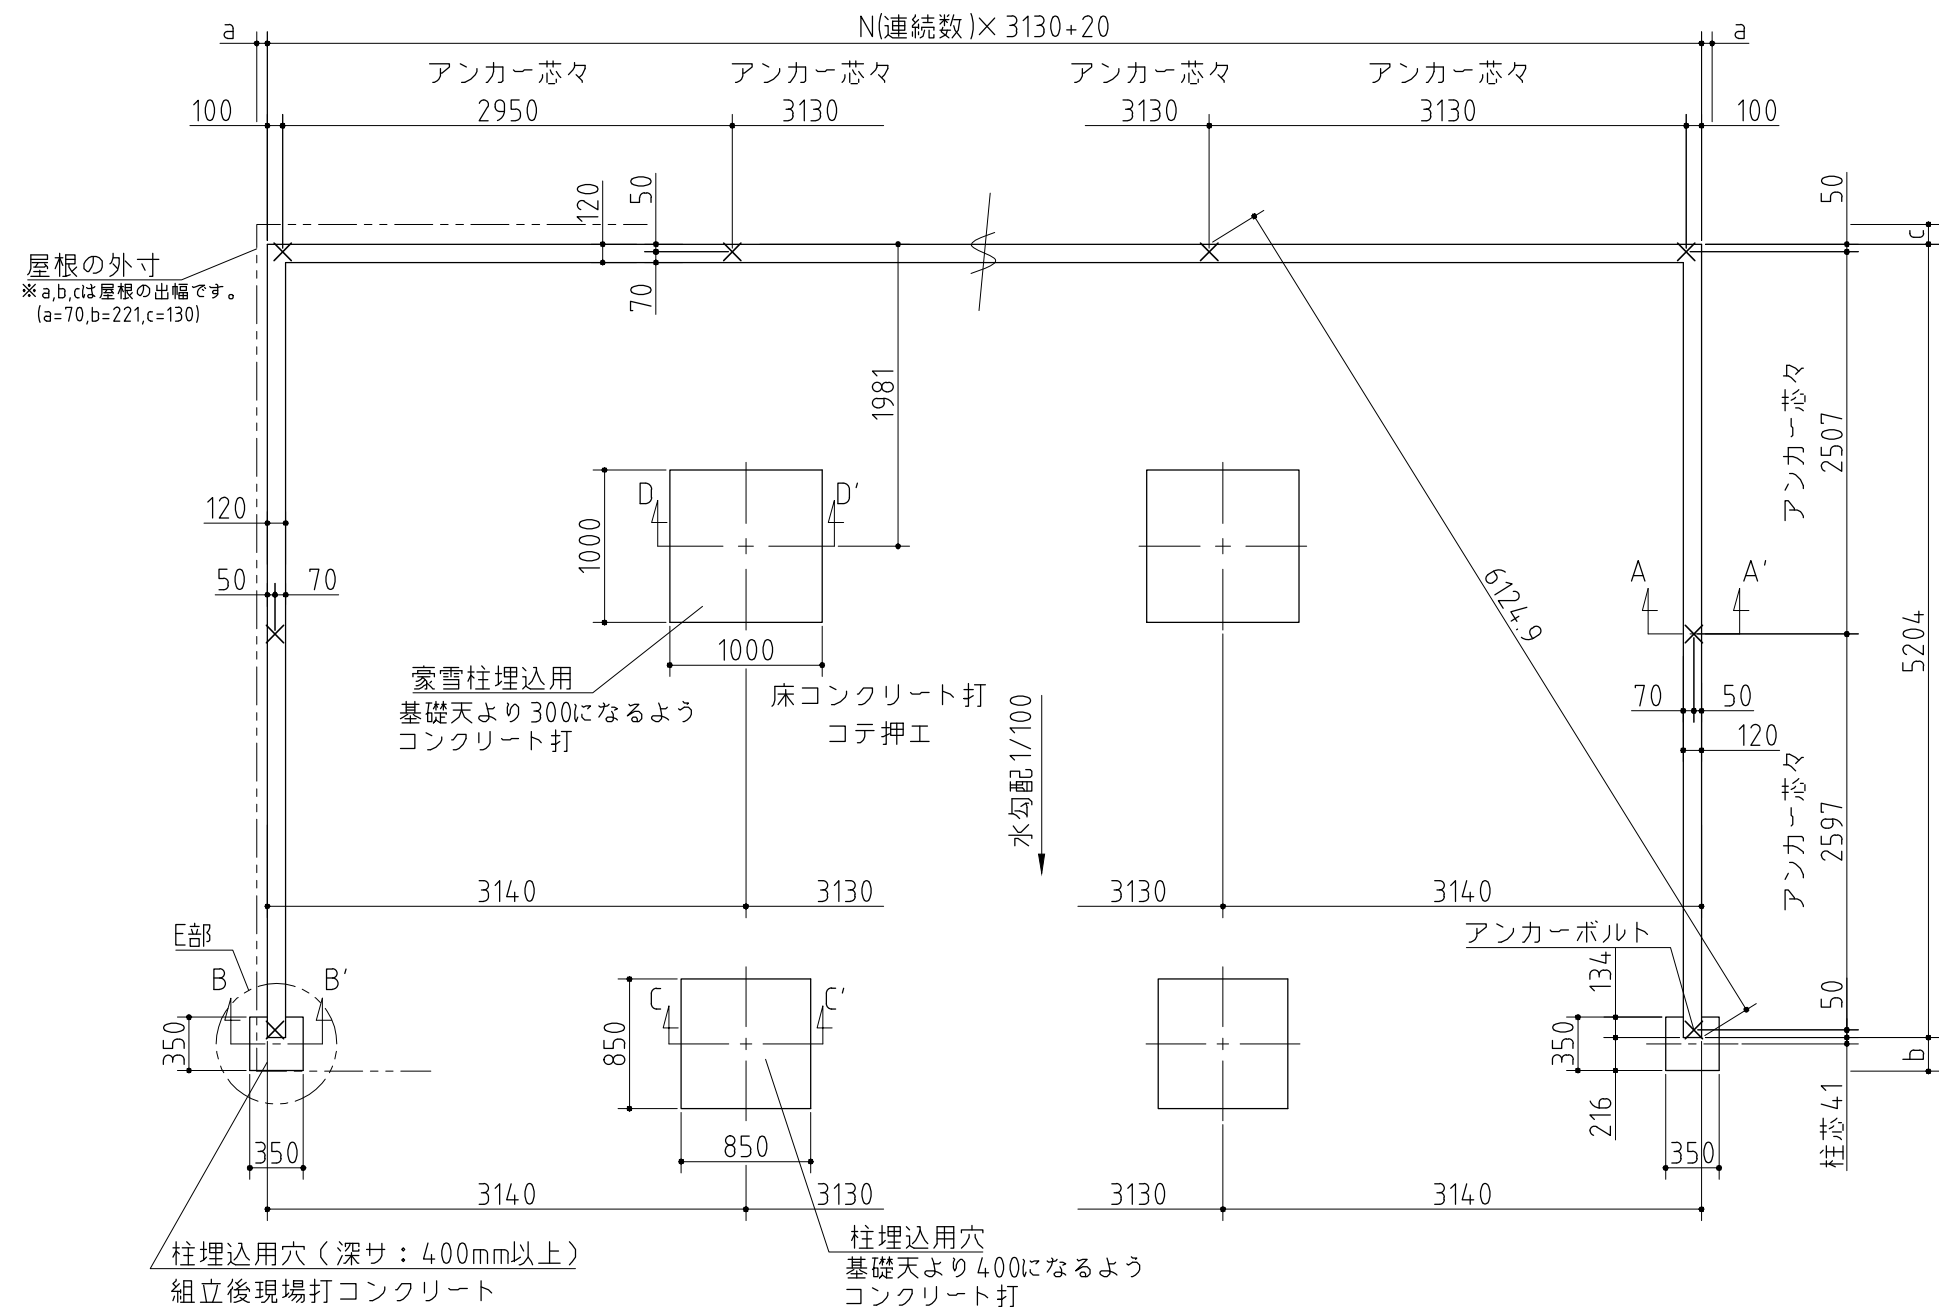 a
N(連続数)×3130+20
a
アンカー芯々
アンカー芯々
アンカー芯々
アンカー芯々
100
2950
3130
3130
3130
100
120
50
50
c
屋根の外寸
※a,b,cは屋根の出幅です。
(a=70,b=221,c=130)
70
1981
アンカー芯々
2507
D
D'
120
1000
50
70
6124.9
A
A'
5204
1000
豪雪柱埋込用
基礎天より300になるよう
コンクリート打
床コンクリート打
コテ押エ
水勾配1/100
70
50
120
アンカー芯々
2597
3140
3130
3130
3140
E部
アンカーボルト
B
B'
C
C'
134
50
350
850
350
b
216
柱芯41
350
850
350
3140
3130
3130
3140
柱埋込用穴(深サ:400mm以上)
組立後現場打コンクリート
柱埋込用穴
基礎天より400になるよう
コンクリート打